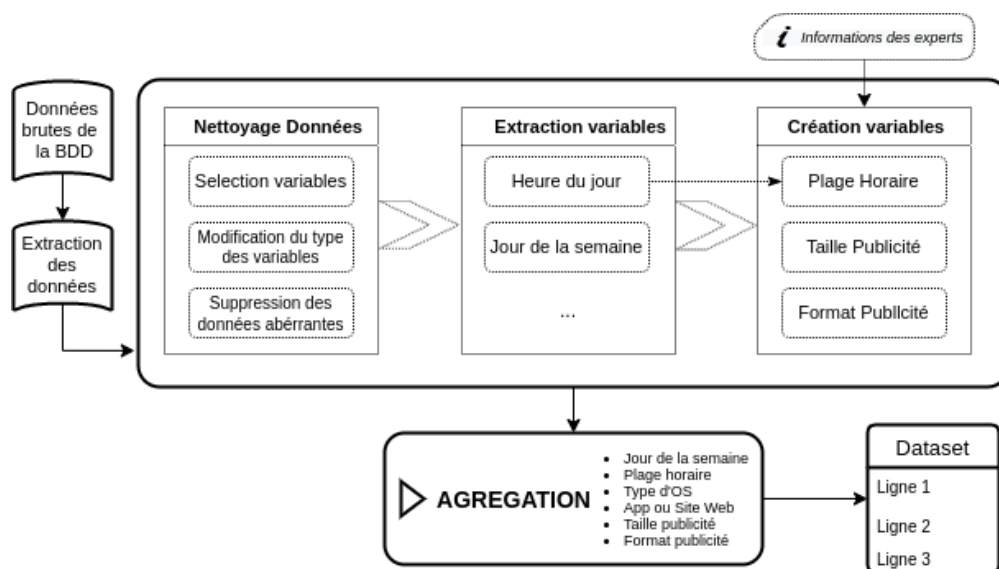 i Informations des experts
Données
brutes de
la BDD
Extraction
des
données
Nettoyage Données
Selection variables
Modification du type
des variables
Suppression des
données abérrantes
Extraction variables
Heure du jour
Jour de la semaine
...
Création variables
Plage Horaire
Taille Publicité
Format Publlcité
AGREGATION
• Jour de la semaine
• Plage horaire
• Type d'OS
• App ou Site Web
• Taille publicité
• Format publicité
Dataset
Ligne 1
Ligne 2
Ligne 3